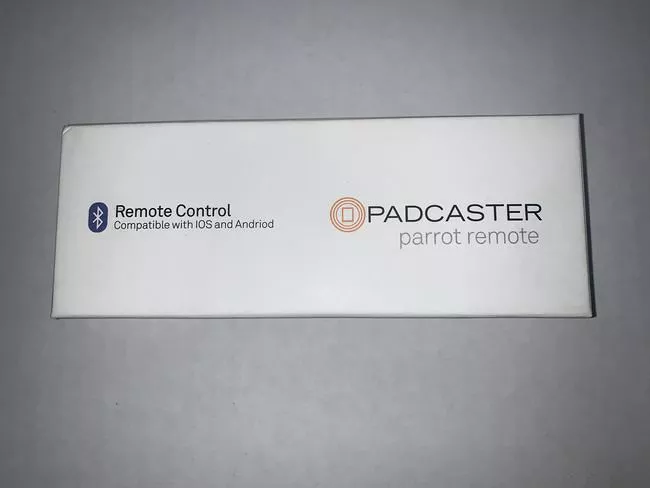 Remote Control
Compatible with IOS and Andriod
PADCASTER
parrot remote